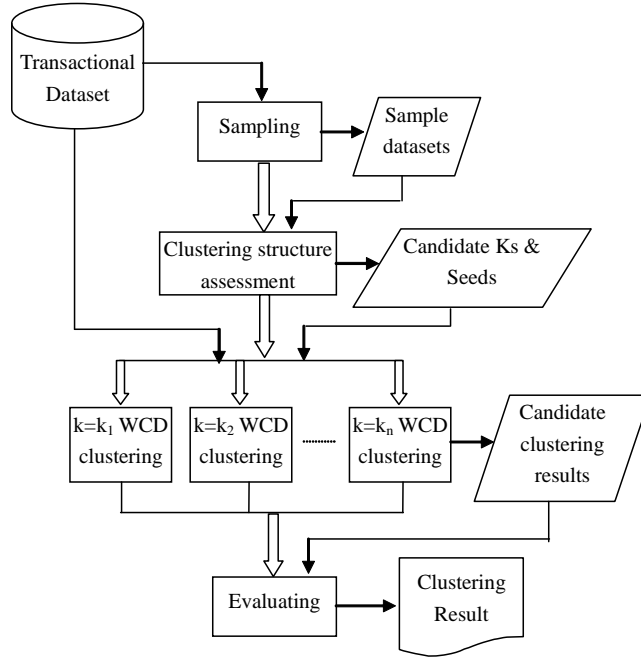 Transactional
Dataset
Sampling
Sample
datasets
Clustering structure
assessment
Candidate Ks &
Seeds
k=k₁ WCD
clustering
k=k₂ WCD
clustering
...........
k=kₙ WCD
clustering
Candidate
clustering
results
Evaluating
Clustering
Result